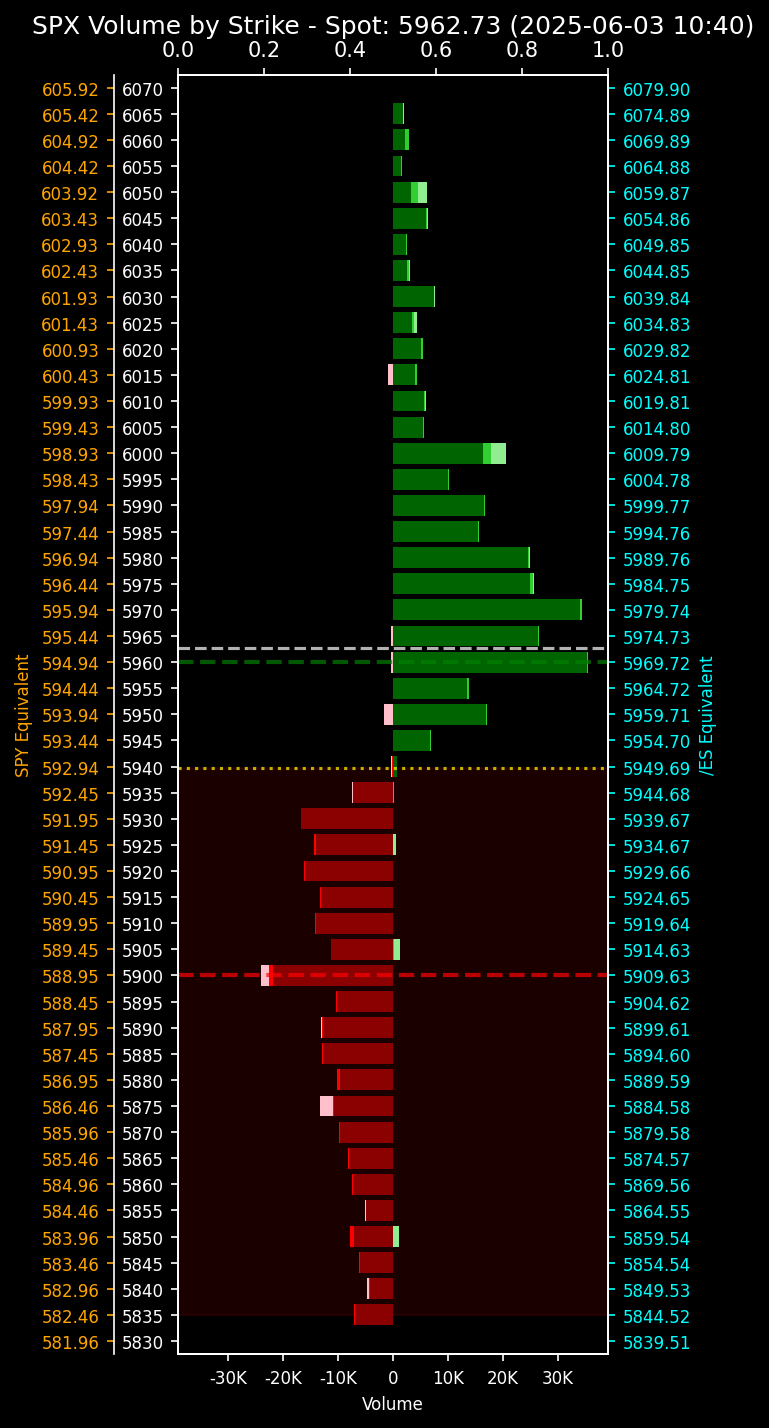 SPX Volume by Strike - Spot: 5962.73 (2025-06-03 10:40)
0.0 0.2 0.4 0.6 0.8 1.0
605.92 6070 6079.90
605.42 6065 6074.89
604.92 6060 6069.89
604.42 6055 6064.88
603.92 6050 6059.87
603.43 6045 6054.86
602.93 6040 6049.85
602.43 6035 6044.85
601.93 6030 6039.84
601.43 6025 6034.83
600.93 6020 6029.82
600.43 6015 6024.81
599.93 6010 6019.81
599.43 6005 6014.80
598.93 6000 6009.79
598.43 5995 6004.78
597.94 5990 5999.77
597.44 5985 5994.76
596.94 5980 5989.76
596.44 5975 5984.75
595.94 5970 5979.74
595.44 5965 5974.73
594.94 5960 5969.72
594.44 5955 5964.72
593.94 5950 5959.71
593.44 5945 5954.70
592.94 5940 5949.69
592.45 5935 5944.68
591.95 5930 5939.67
591.45 5925 5934.67
590.95 5920 5929.66
590.45 5915 5924.65
589.95 5910 5919.64
589.45 5905 5914.63
588.95 5900 5909.63
588.45 5895 5904.62
587.95 5890 5899.61
587.45 5885 5894.60
586.95 5880 5889.59
586.46 5875 5884.58
585.96 5870 5879.58
585.46 5865 5874.57
584.96 5860 5869.56
584.46 5855 5864.55
583.96 5850 5859.54
583.46 5845 5854.54
582.96 5840 5849.53
582.46 5835 5844.52
581.96 5830 5839.51
SPY Equivalent
/ES Equivalent
-30K -20K -10K 0 10K 20K 30K
Volume